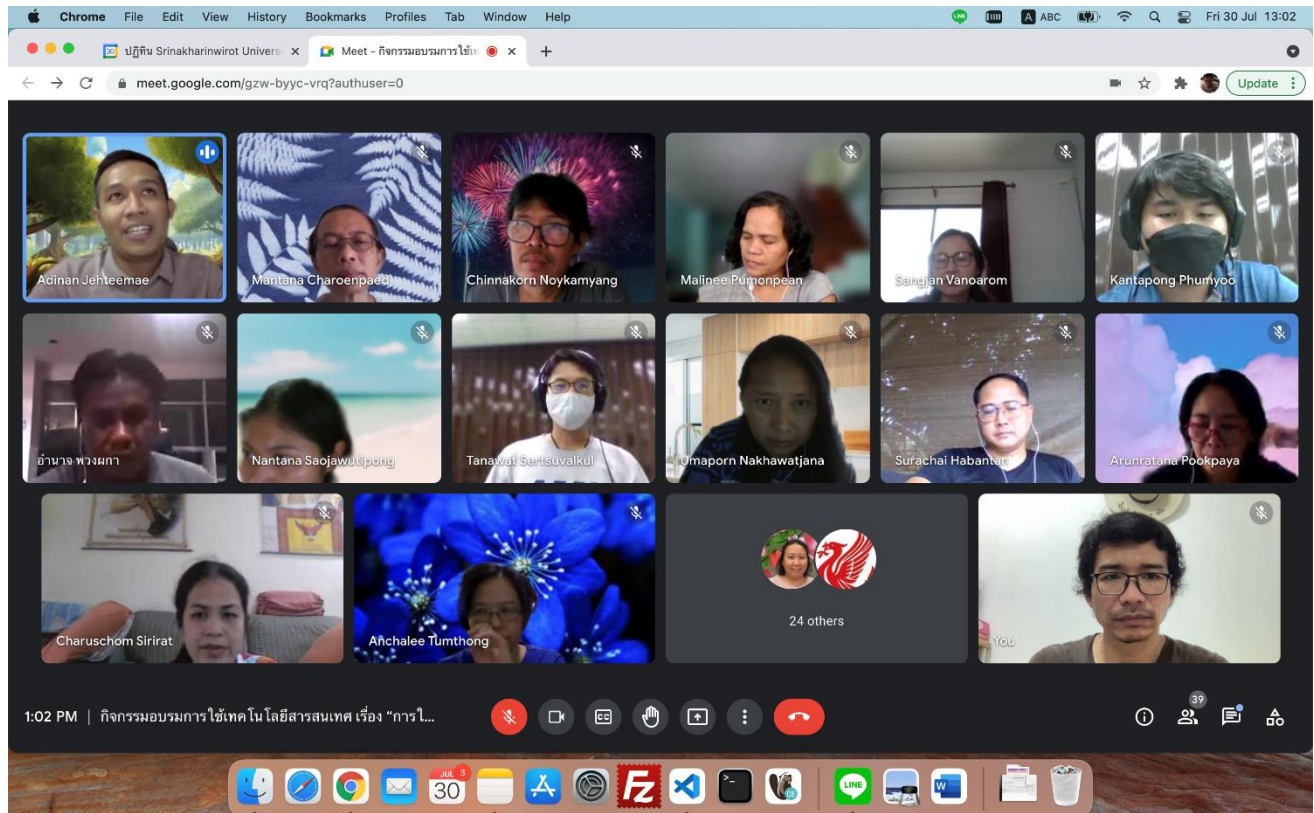 Chrome File Edit View History Bookmarks Profiles Tab Window Help
A ABC Fri 30 Jul 13:02
ปฏิทิน Srinakharinwirot Universi
Meet – กิจกรรมอบรมการใช้เท
meet.google.com/gzw-byyc-vrq?authuser=0
Update
Adinan Jehteemae
Mantana Charoenpaed
Chinnakorn Noykamyang
Malinee Pumonpean
Sangjan Vanoarom
Kantapong Phumyoo
อำนาจ พวงผกา
Nantana Saojawutipong
Tanawat Sertsuvalkul
Umaporn Nakhawatjana
Surachai Habantan
Arunratana Pookpaya
Charuschom Sirirat
Anchalee Tumthong
24 others
You
1:02 PM | กิจกรรมอบรมการใช้เทคโนโลยีสารสนเทศ เรื่อง “การใ...
39
JUL 3
30
LINE
W